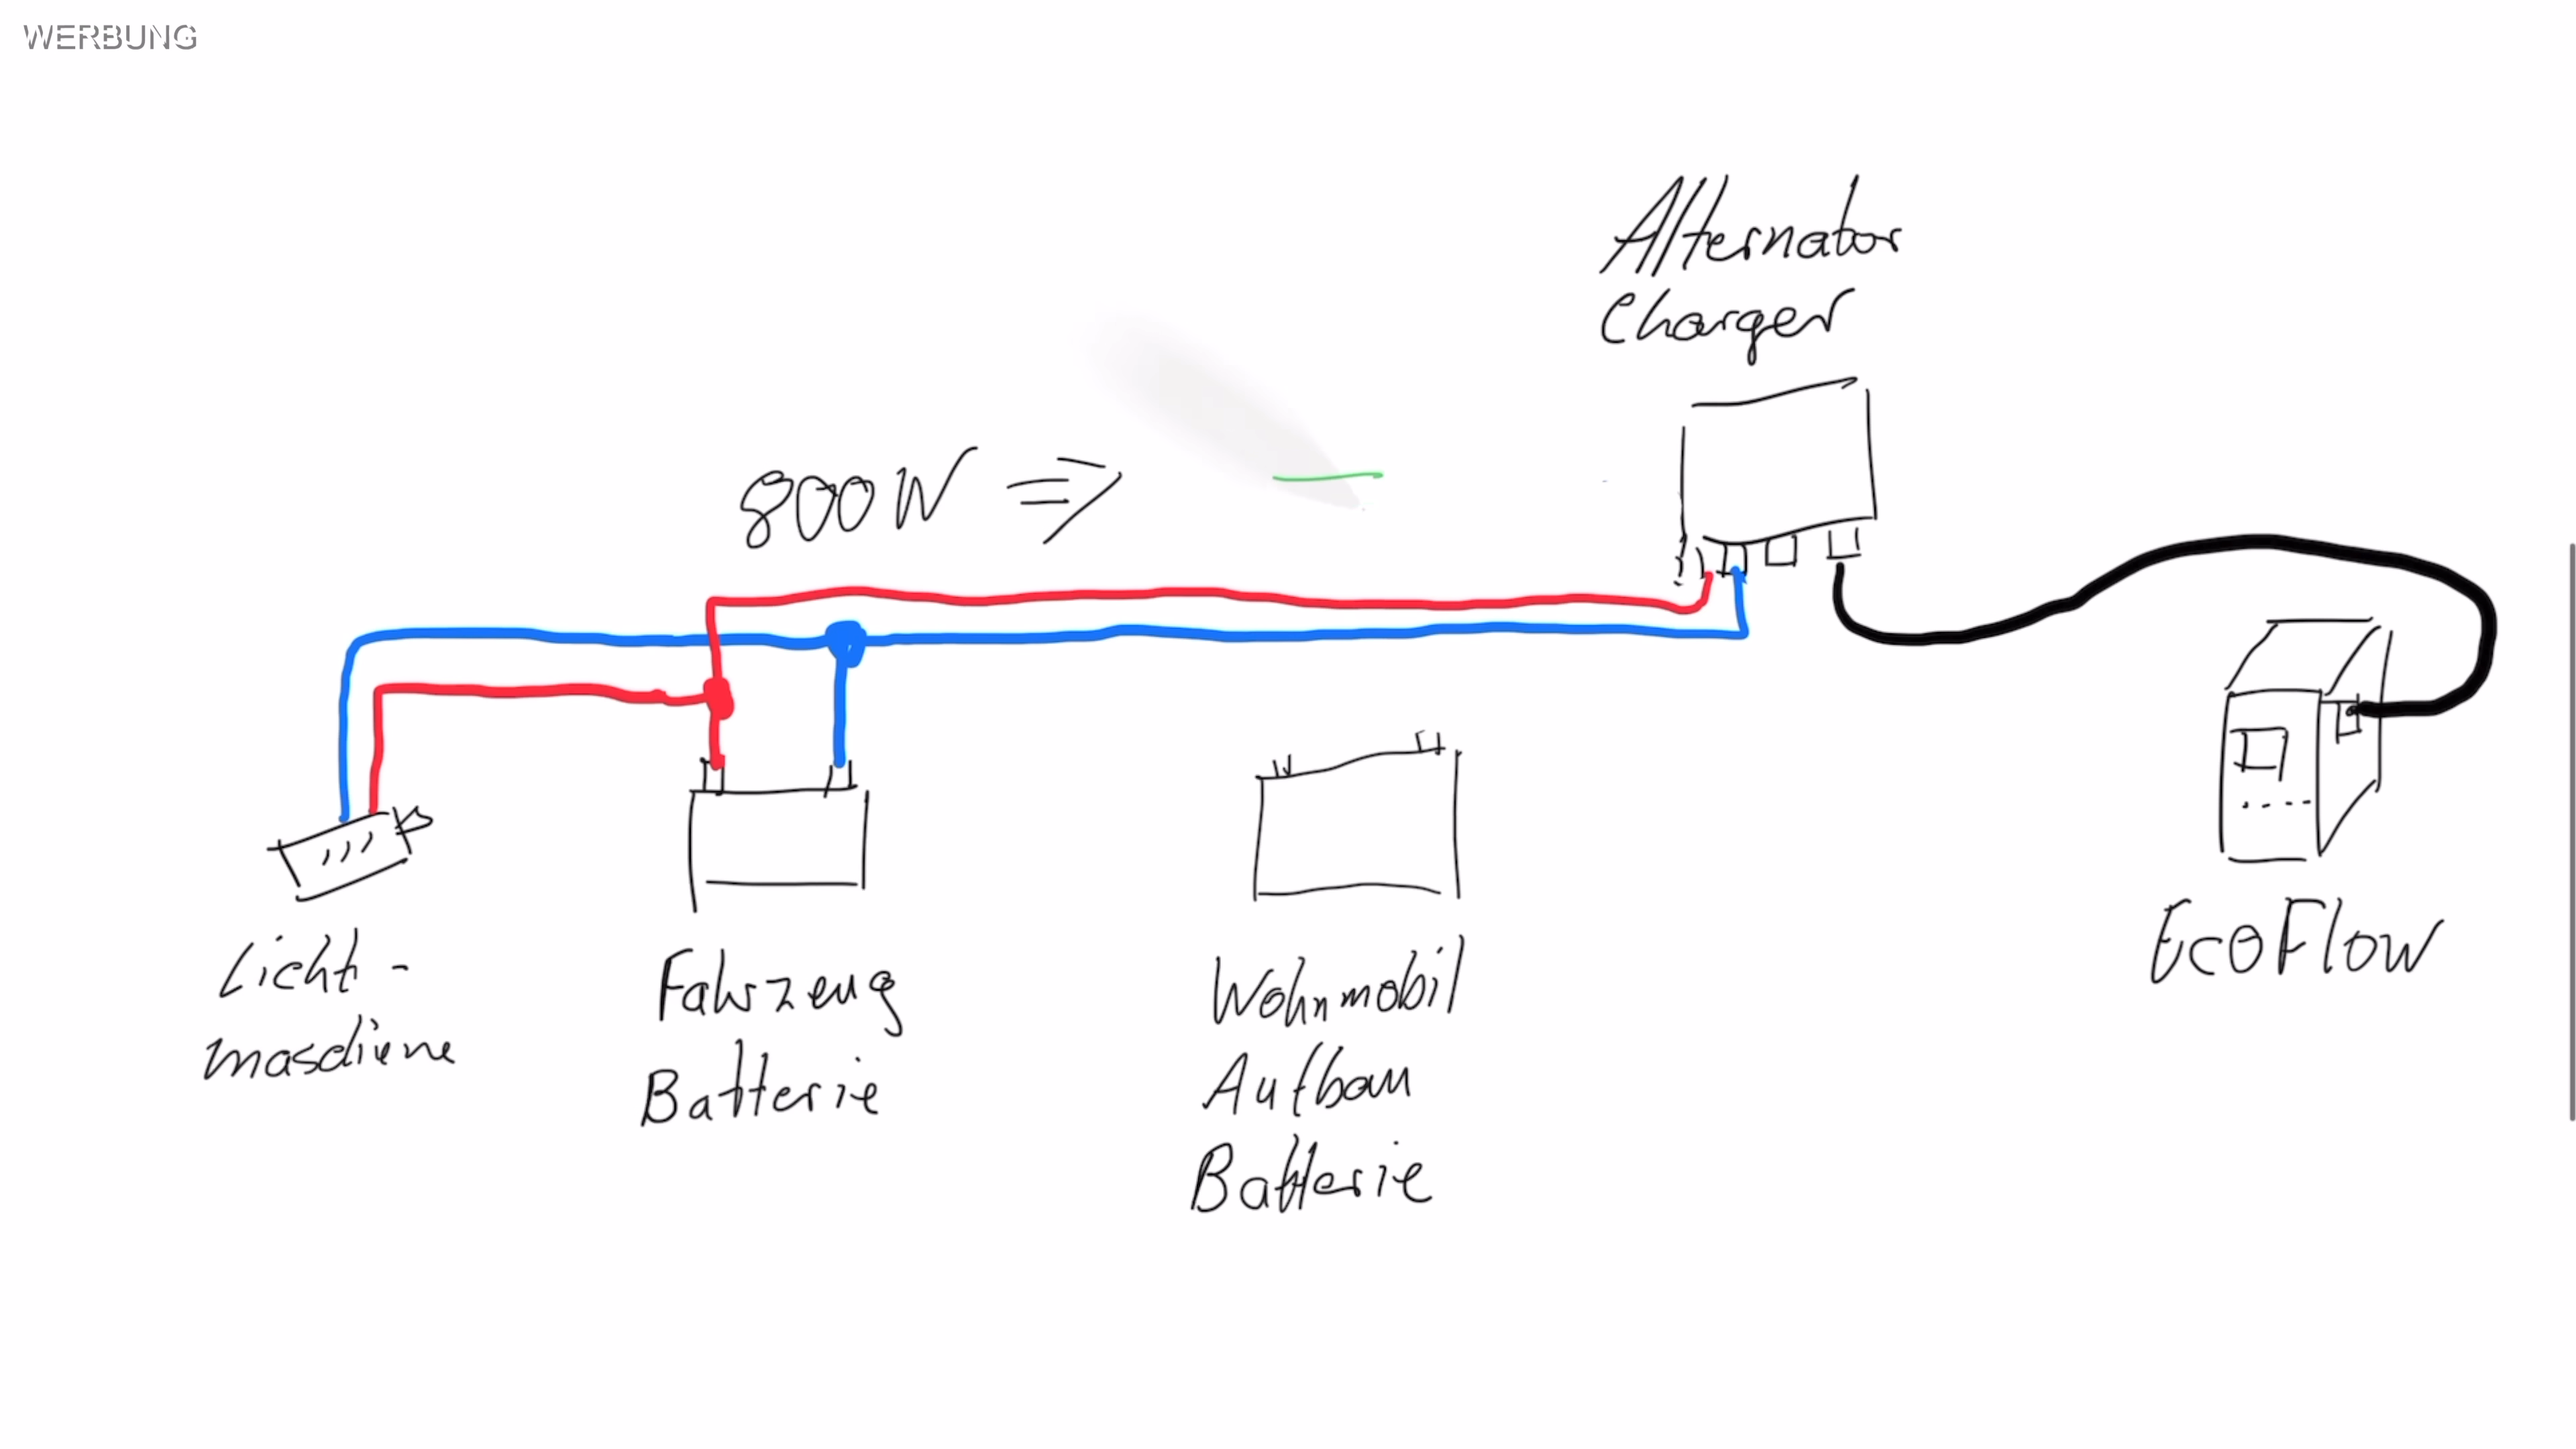 WERBUNG
Alternator
Charger
800W =>
Licht-
maschine
Fahrzeug
Batterie
Wohnmobil
Aufbau
Batterie
EcoFlow